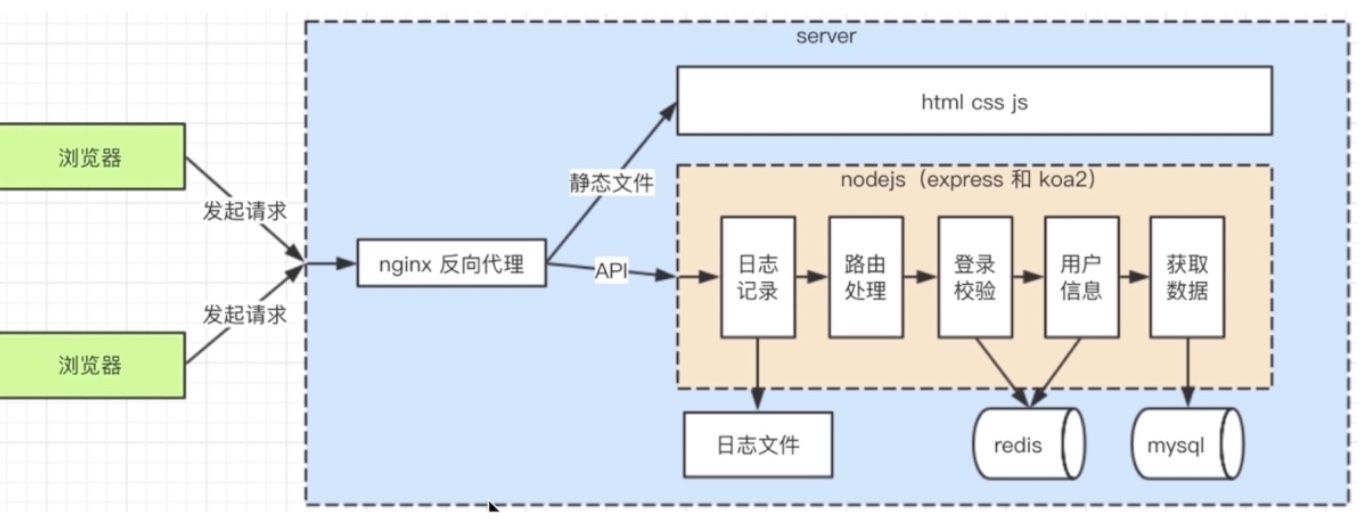 server
html css js
浏览器
静态文件
nodejs（express 和 koa2）
发起请求
nginx 反向代理
API
日志
记录
路由
处理
登录
校验
用户
信息
获取
数据
发起请求
浏览器
日志文件
redis
mysql